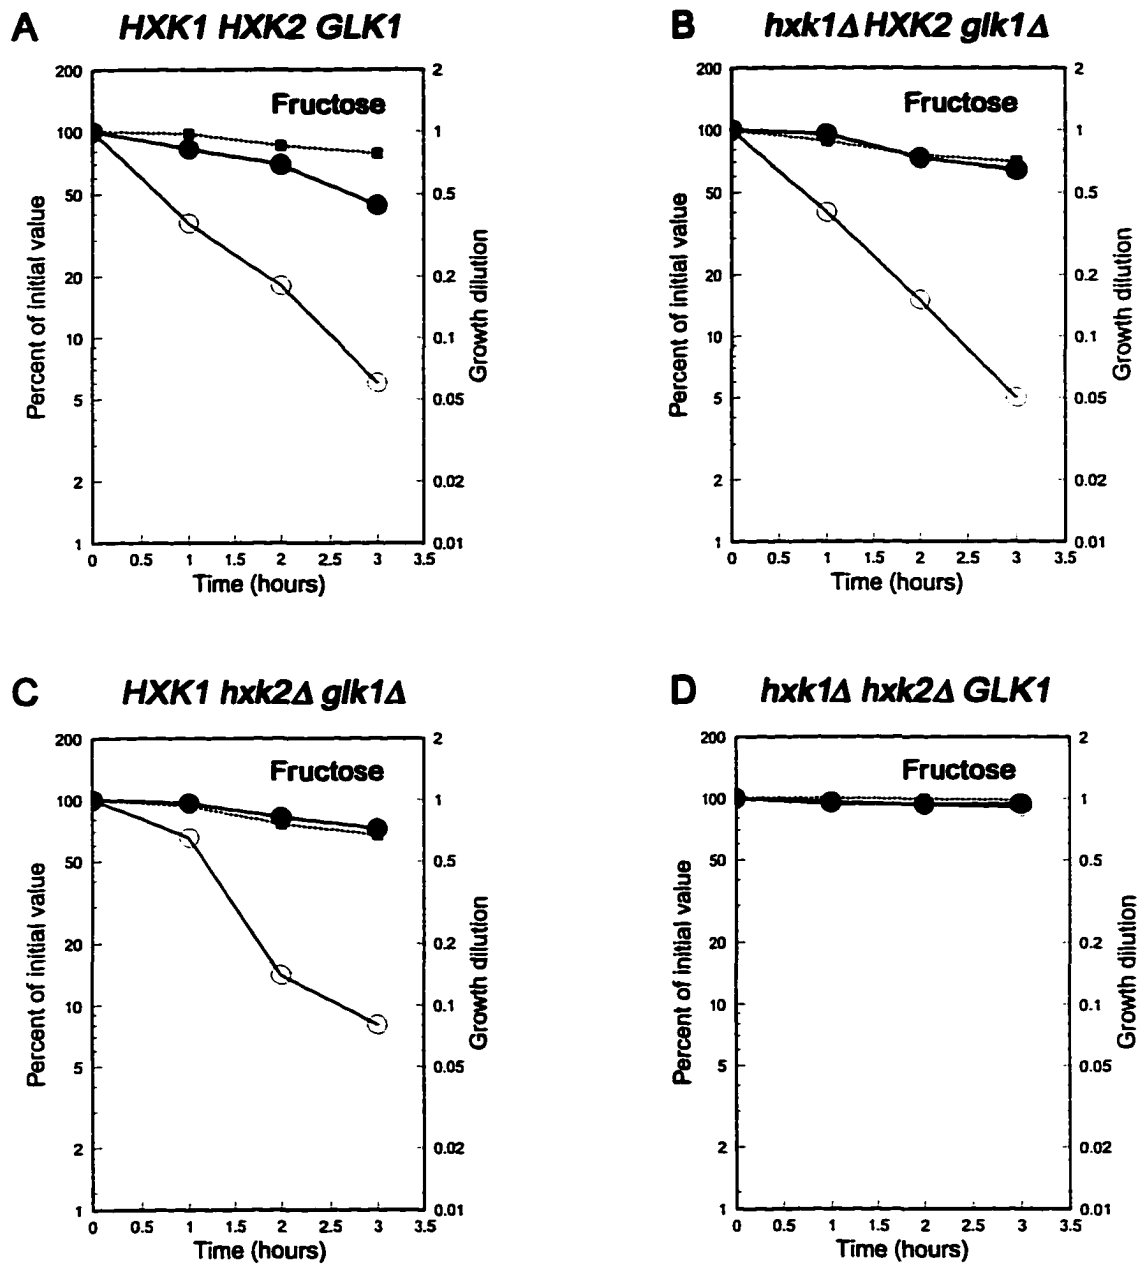 A HXK1 HXK2 GLK1
200
100
50
20
10
5
2
1
2
1
0.5
0.2
0.1
0.05
0.02
0.01
Fructose
Percent of initial value
Growth dilution
0 0.5 1 1.5 2 2.5 3 3.5
Time (hours)
B hxk1Δ HXK2 glk1Δ
200
100
50
20
10
5
2
1
2
1
0.5
0.2
0.1
0.05
0.02
0.01
Fructose
Percent of initial value
Growth dilution
0 0.5 1 1.5 2 2.5 3 3.5
Time (hours)
C HXK1 hxk2Δ glk1Δ
200
100
50
20
10
5
2
1
2
1
0.5
0.2
0.1
0.05
0.02
0.01
Fructose
Percent of initial value
Growth dilution
0 0.5 1 1.5 2 2.5 3 3.5
Time (hours)
D hxk1Δ hxk2Δ GLK1
200
100
50
20
10
5
2
1
2
1
0.5
0.2
0.1
0.05
0.02
0.01
Fructose
Percent of initial value
Growth dilution
0 0.5 1 1.5 2 2.5 3 3.5
Time (hours)